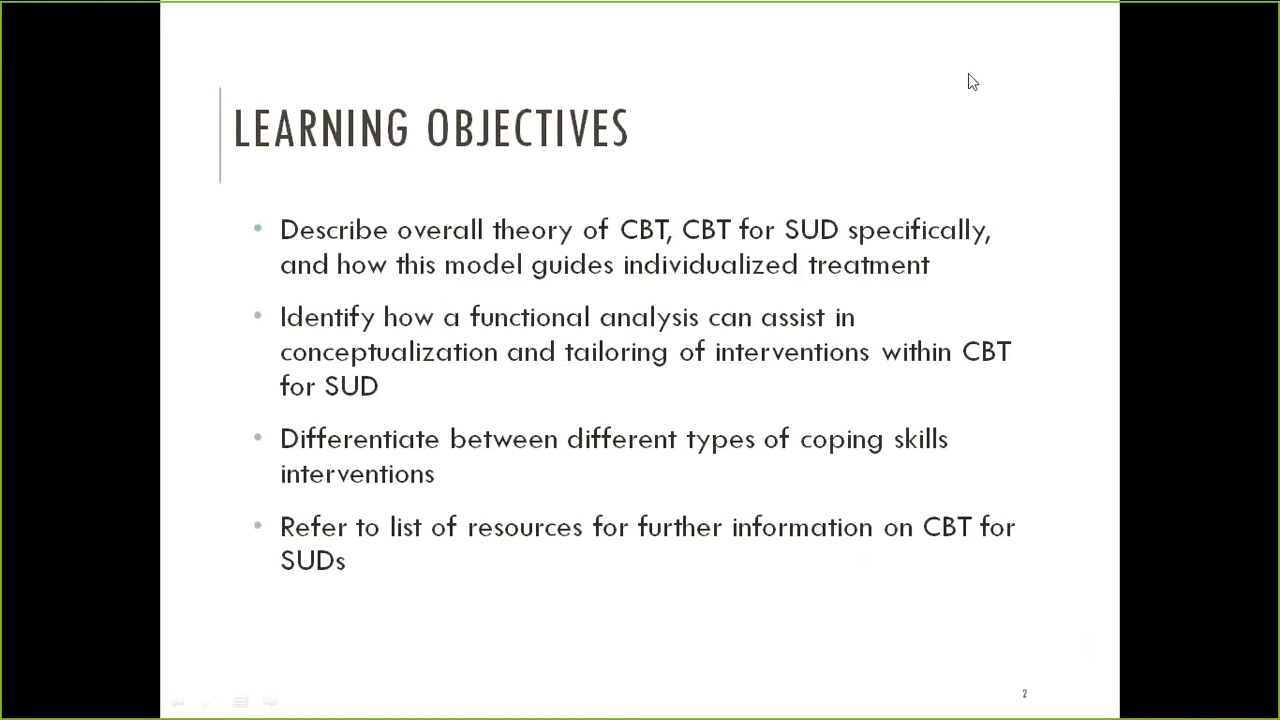 LEARNING OBJECTIVES
• Describe overall theory of CBT, CBT for SUD specifically,
and how this model guides individualized treatment
• Identify how a functional analysis can assist in
conceptualization and tailoring of interventions within CBT
for SUD
• Differentiate between different types of coping skills
interventions
• Refer to list of resources for further information on CBT for
SUDs
2